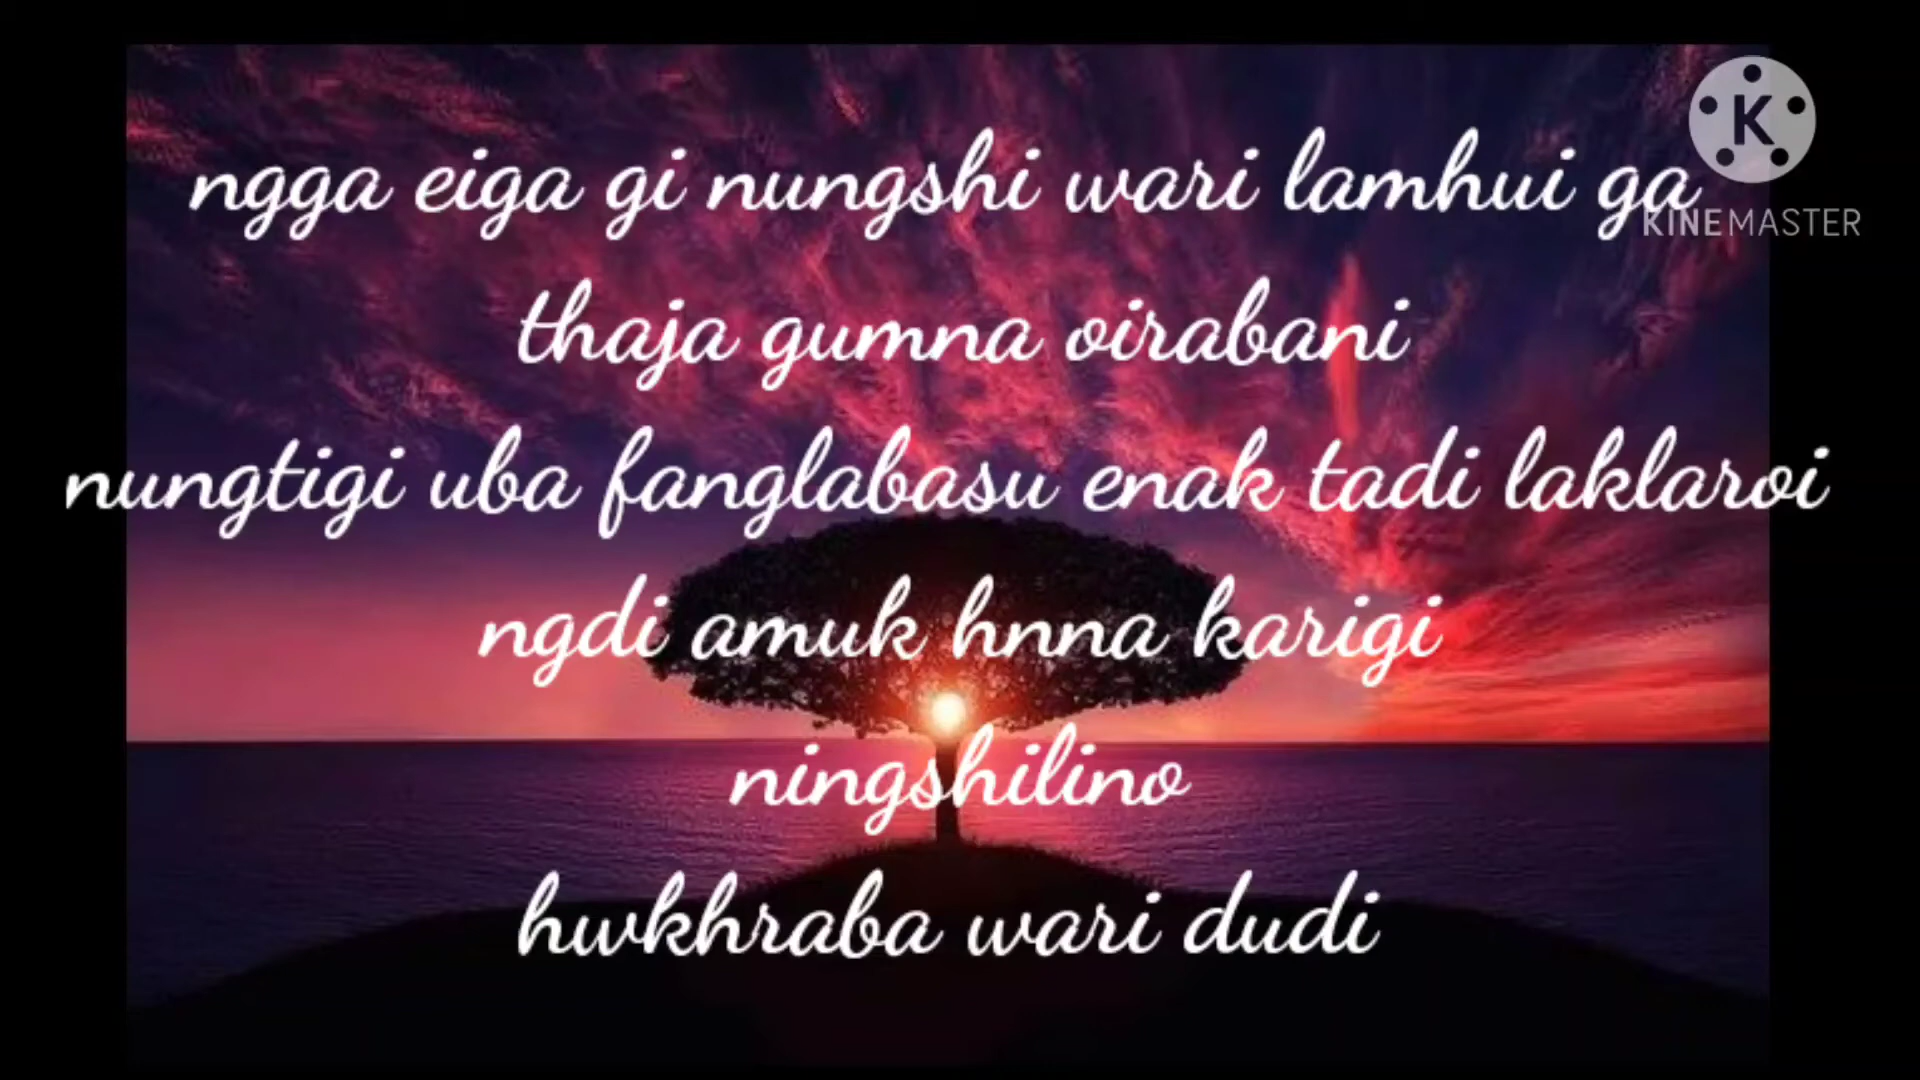 ngga eiga gi nungshi wari lamhui ga
thaja gumna oirabani
nungtigi uba fanglabasu enak tadi laklaroi
ngdi amuk hnna karigi
ningshilino
hwkhraba wari dudi
K
KINEMASTER